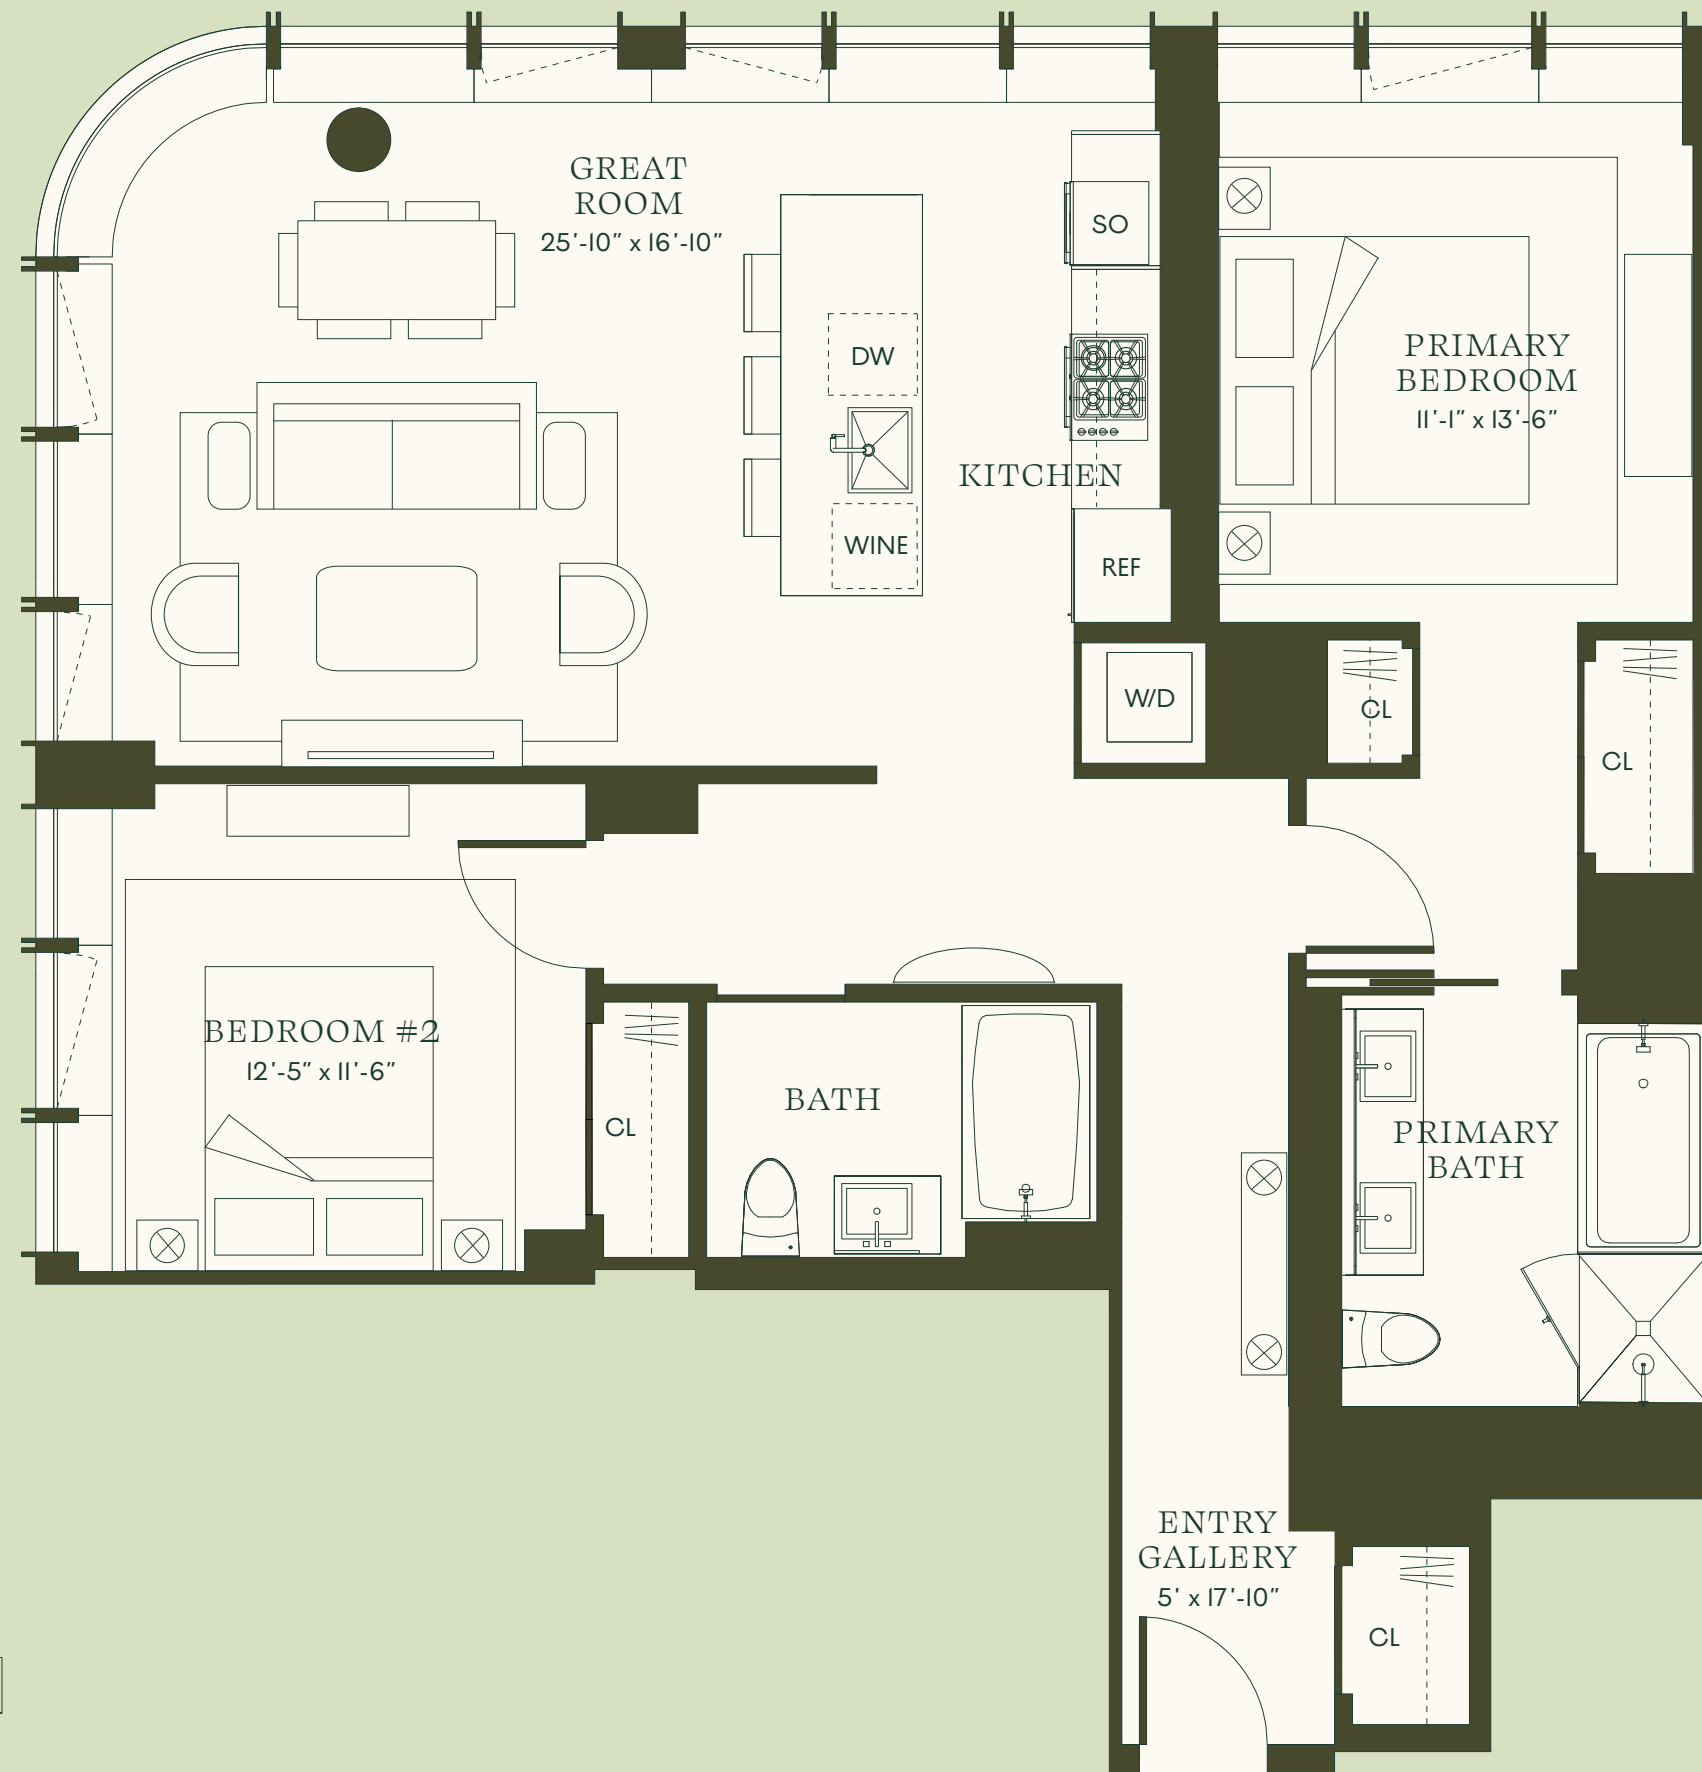 GREAT
ROOM
25'-10" x 16'-10"
SO
DW
KITCHEN
WINE
REF
PRIMARY
BEDROOM
11'-1" x 13'-6"
W/D
CL
CL
BEDROOM #2
12'-5" x 11'-6"
CL
BATH
PRIMARY
BATH
ENTRY
GALLERY
5' x 17'-10"
CL